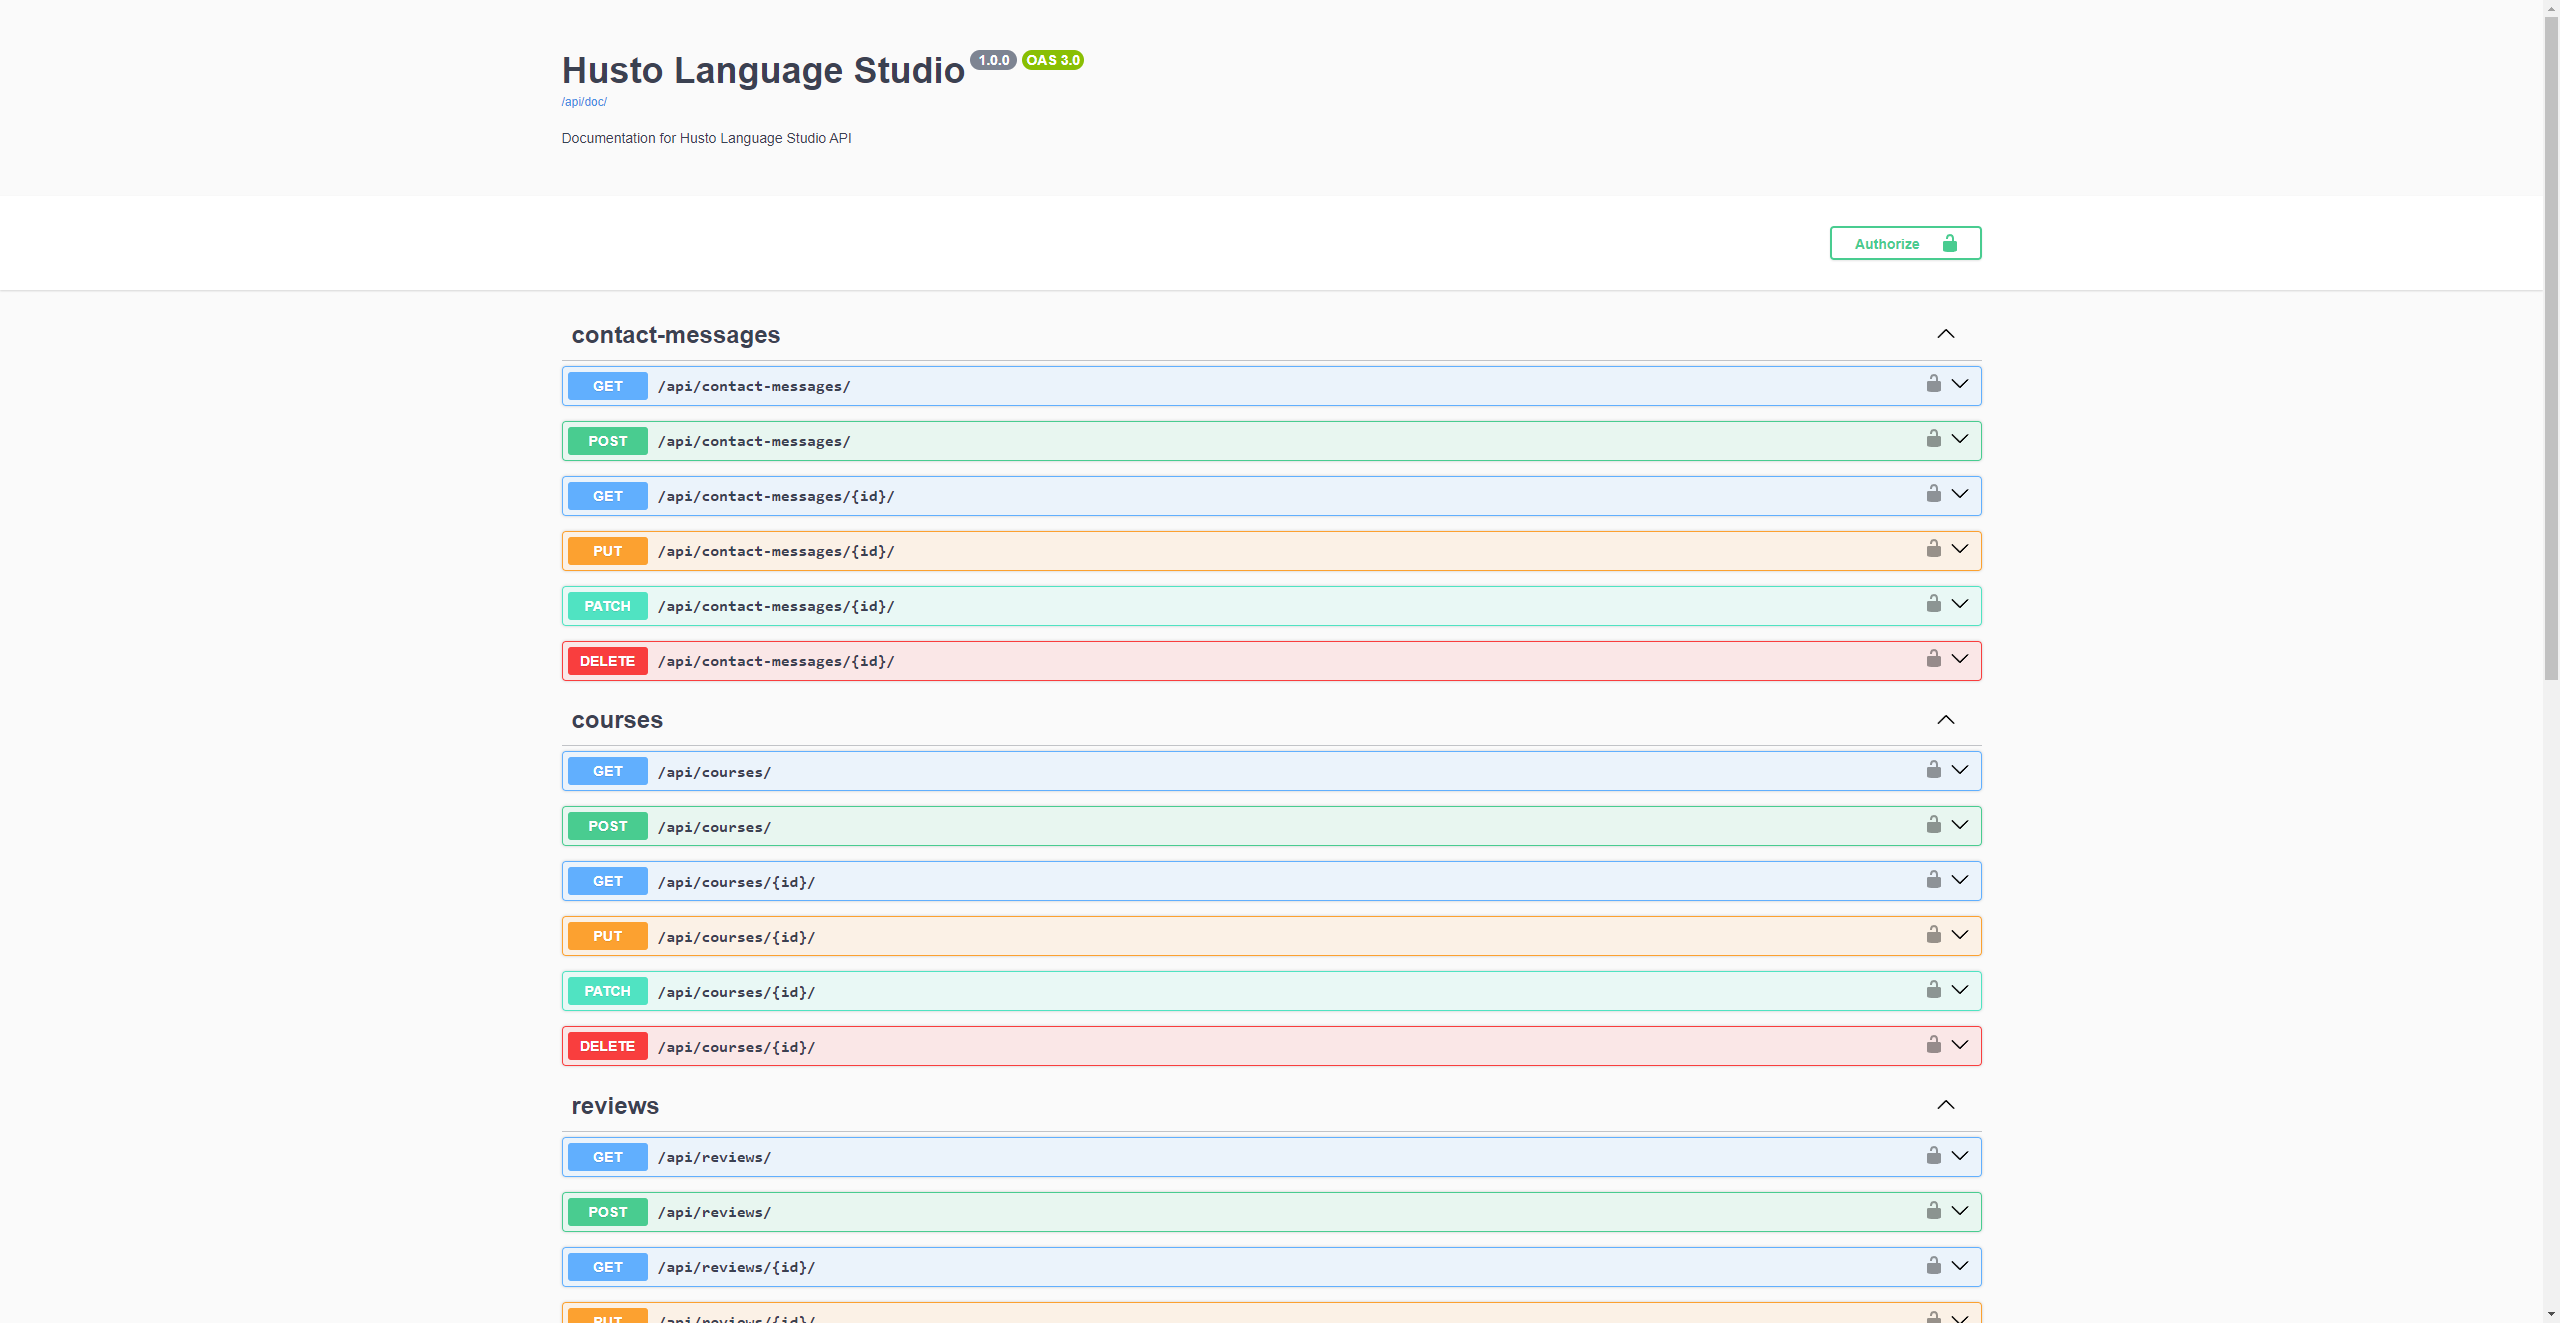 Husto Language Studio 1.0.0 OAS 3.0
/api/doc/
Documentation for Husto Language Studio API
Authorize
contact-messages
GET /api/contact-messages/
POST /api/contact-messages/
GET /api/contact-messages/{id}/
PUT /api/contact-messages/{id}/
PATCH /api/contact-messages/{id}/
DELETE /api/contact-messages/{id}/
courses
GET /api/courses/
POST /api/courses/
GET /api/courses/{id}/
PUT /api/courses/{id}/
PATCH /api/courses/{id}/
DELETE /api/courses/{id}/
reviews
GET /api/reviews/
POST /api/reviews/
GET /api/reviews/{id}/
PUT /api/reviews/{id}/